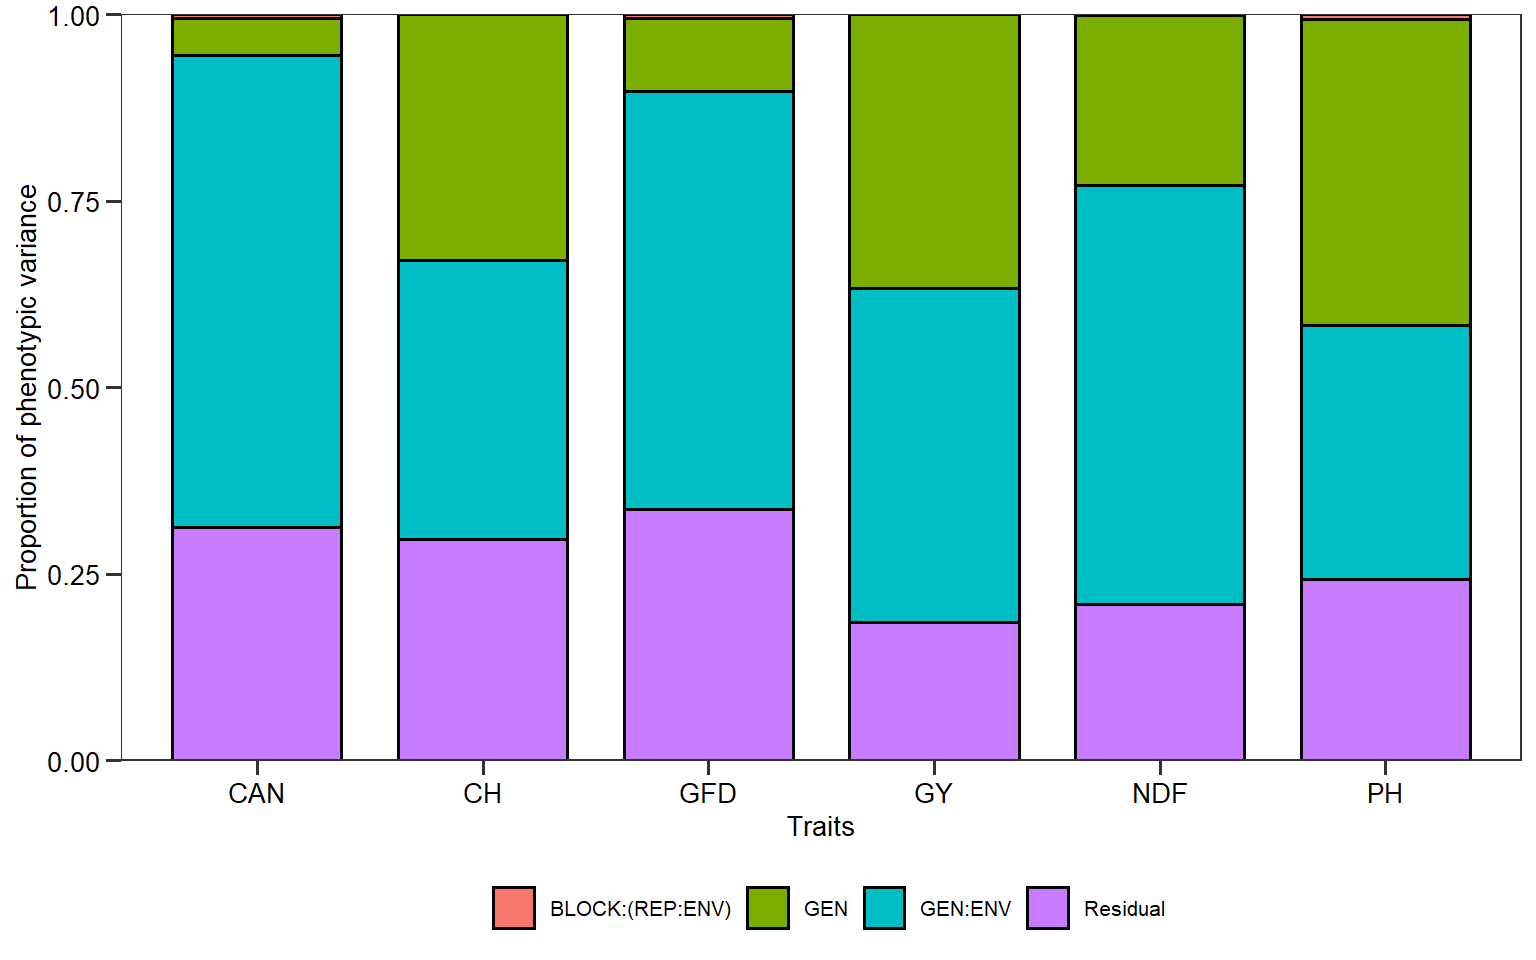 1.00
0.75
0.50
0.25
0.00
Proportion of phenotypic variance
CAN CH GFD GY NDF PH
Traits
BLOCK:(REP:ENV) GEN GEN:ENV Residual